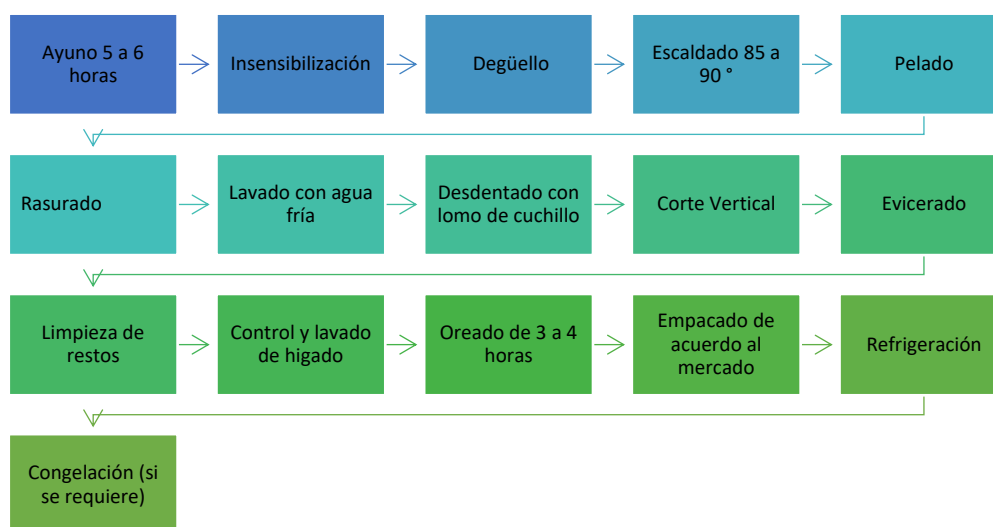 Ayuno 5 a 6
horas
Insensibilización
Degüello
Escaldado 85 a
90 °
Pelado
Rasurado
Lavado con agua
fría
Desdentado con
lomo de cuchillo
Corte Vertical
Evicerado
Limpieza de
restos
Control y lavado
de higado
Oreado de 3 a 4
horas
Empacado de
acuerdo al
mercado
Refrigeración
Congelación (si
se requiere)